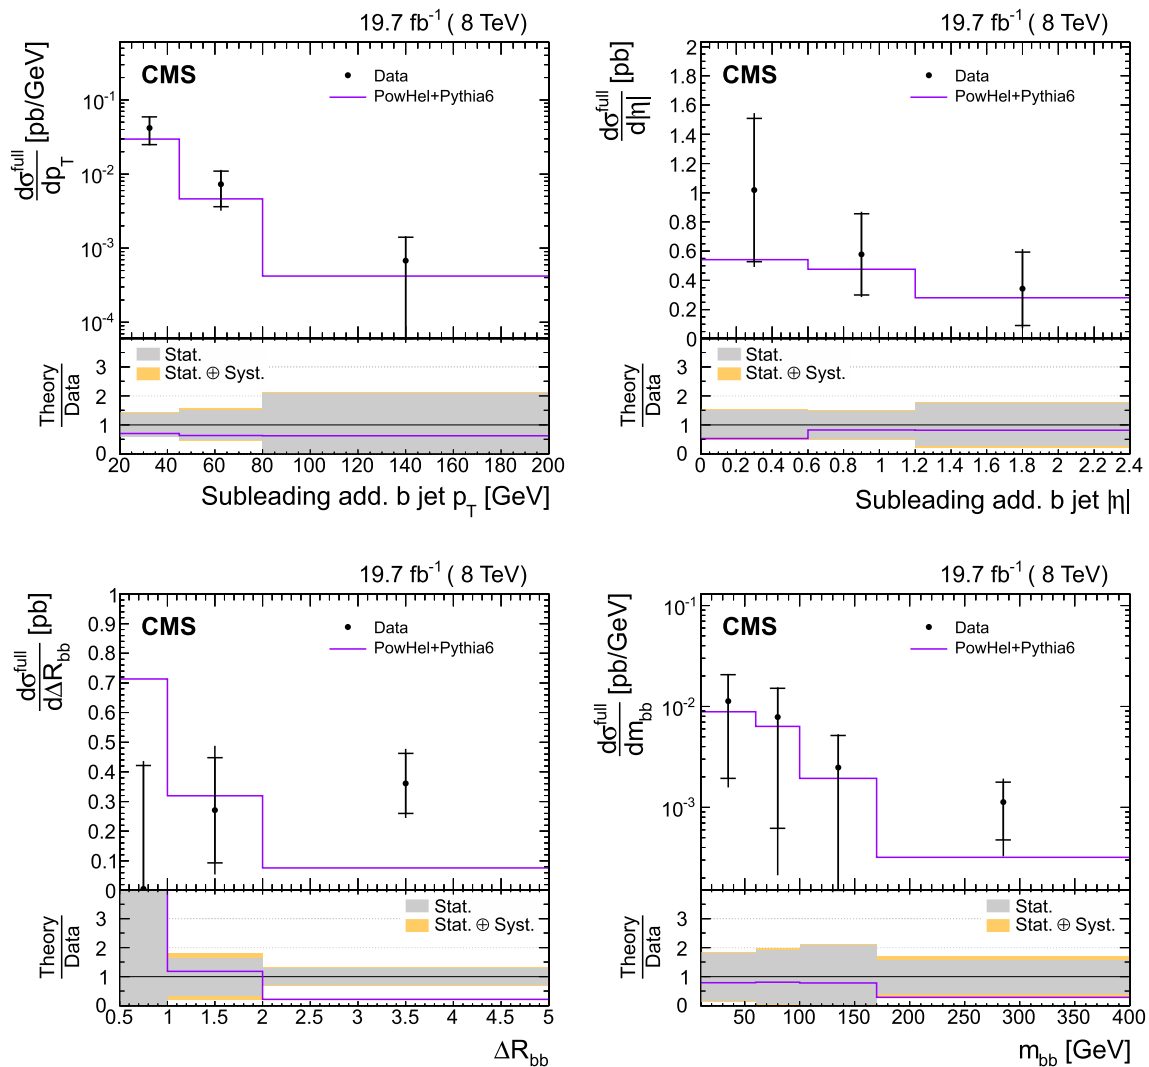 19.7 fb⁻¹ ( 8 TeV)
CMS
Data
PowHel+Pythia6
dσ^full/dp_T [pb/GeV]
10⁻¹
10⁻²
10⁻³
10⁻⁴
Stat.
Stat. ⊕ Syst.
Theory/Data
3
2
1
0
20 40 60 80 100 120 140 160 180 200
Subleading add. b jet p_T [GeV]
19.7 fb⁻¹ ( 8 TeV)
CMS
Data
PowHel+Pythia6
dσ^full/d|η| [pb]
2
1.8
1.6
1.4
1.2
1
0.8
0.6
0.4
0.2
0
Stat.
Stat. ⊕ Syst.
Theory/Data
3
2
1
0
0 0.2 0.4 0.6 0.8 1 1.2 1.4 1.6 1.8 2 2.2 2.4
Subleading add. b jet |η|
19.7 fb⁻¹ ( 8 TeV)
CMS
Data
PowHel+Pythia6
dσ^full/dΔR_bb [pb]
1
0.9
0.8
0.7
0.6
0.5
0.4
0.3
0.2
0.1
0
Stat.
Stat. ⊕ Syst.
Theory/Data
3
2
1
0
0.5 1 1.5 2 2.5 3 3.5 4 4.5 5
ΔR_bb
19.7 fb⁻¹ ( 8 TeV)
CMS
Data
PowHel+Pythia6
dσ^full/dm_bb [pb/GeV]
10⁻¹
10⁻²
10⁻³
Stat.
Stat. ⊕ Syst.
Theory/Data
3
2
1
0
50 100 150 200 250 300 350 400
m_bb [GeV]